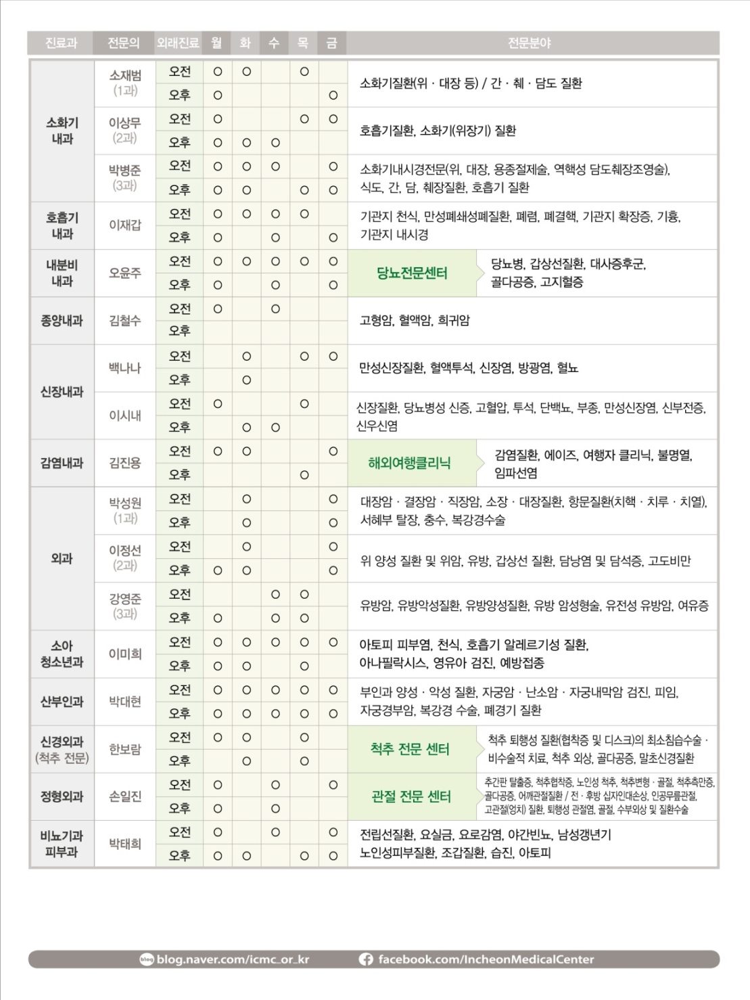 진료과 전문의 외래진료 월 화 수 목 금 전문분야
소화기
내과
소재범
(1과)
오전 ○ ○ ○
오후 ○ ○
소화기질환(위 · 대장 등) / 간 · 췌 · 담도 질환
이상무
(2과)
오전 ○ ○ ○
오후 ○ ○ ○
호흡기질환, 소화기(위장기) 질환
박병준
(3과)
오전 ○ ○ ○ ○
오후 ○ ○ ○ ○
소화기내시경전문(위, 대장, 용종절제술, 역핵성 담도췌장조영술),
식도, 간, 담, 췌장질환, 호흡기 질환
호흡기
내과
이재갑
오전 ○ ○ ○ ○
오후 ○ ○ ○
기관지 천식, 만성폐쇄성폐질환, 폐렴, 폐결핵, 기관지 확장증, 기흉,
기관지 내시경
내분비
내과
오윤주
오전 ○ ○ ○ ○ ○
오후 ○ ○ ○
당뇨전문센터
당뇨병, 갑상선질환, 대사증후군,
골다공증, 고지혈증
종양내과
김철수
오전 ○ ○
오후
고형암, 혈액암, 희귀암
신장내과
백나나
오전 ○ ○ ○
오후 ○
만성신장질환, 혈액투석, 신장염, 방광염, 혈뇨
이시내
오전 ○ ○
오후 ○ ○
신장질환, 당뇨병성 신증, 고혈압, 투석, 단백뇨, 부종, 만성신장염, 신부전증,
신우신염
감염내과
김진용
오전 ○ ○ ○
오후 ○
해외여행클리닉
감염질환, 에이즈, 여행자 클리닉, 불명열,
임파선염
외과
박성원
(1과)
오전 ○ ○
오후 ○ ○
대장암 · 결장암 · 직장암, 소장 · 대장질환, 항문질환(치핵 · 치루 · 치열),
서혜부 탈장, 충수, 복강경수술
이정선
(2과)
오전 ○ ○
오후 ○ ○ ○
위 양성 질환 및 위암, 유방, 갑상선 질환, 담낭염 및 담석증, 고도비만
강영준
(3과)
오전 ○ ○
오후 ○ ○ ○
유방암, 유방악성질환, 유방양성질환, 유방 암성형술, 유전성 유방암, 여유증
소아
청소년과
이미희
오전 ○ ○ ○ ○ ○
오후 ○ ○ ○
아토피 피부염, 천식, 호흡기 알레르기성 질환,
아나필락시스, 영유아 검진, 예방접종
산부인과
박대현
오전 ○ ○ ○ ○ ○
오후 ○ ○ ○ ○ ○
부인과 양성 · 악성 질환, 자궁암 · 난소암 · 자궁내막암 검진, 피임,
자궁경부암, 복강경 수술, 폐경기 질환
신경외과
(척추 전문)
한보람
오전 ○ ○ ○
오후 ○ ○
척추 전문 센터
척추 퇴행성 질환(협착증 및 디스크)의 최소침습수술 ·
비수술적 치료, 척추 외상, 골다공증, 말초신경질환
정형외과
손일진
오전 ○ ○ ○
오후 ○ ○
관절 전문 센터
추간판 탈출증, 척추협착증, 노인성 척추, 척추변형 · 골절, 척추측만증,
골다공증, 어깨관절질환 / 전 · 후방 십자인대손상, 인공무릎관절,
고관절(엉치) 질환, 퇴행성 관절염, 골절, 수부외상 및 질환수술
비뇨기과
피부과
박태희
오전 ○ ○ ○
오후 ○ ○ ○ ○
전립선질환, 요실금, 요로감염, 야간빈뇨, 남성갱년기
노인성피부질환, 조갑질환, 습진, 아토피
blog blog.naver.com/icmc_or_kr
facebook.com/IncheonMedicalCenter